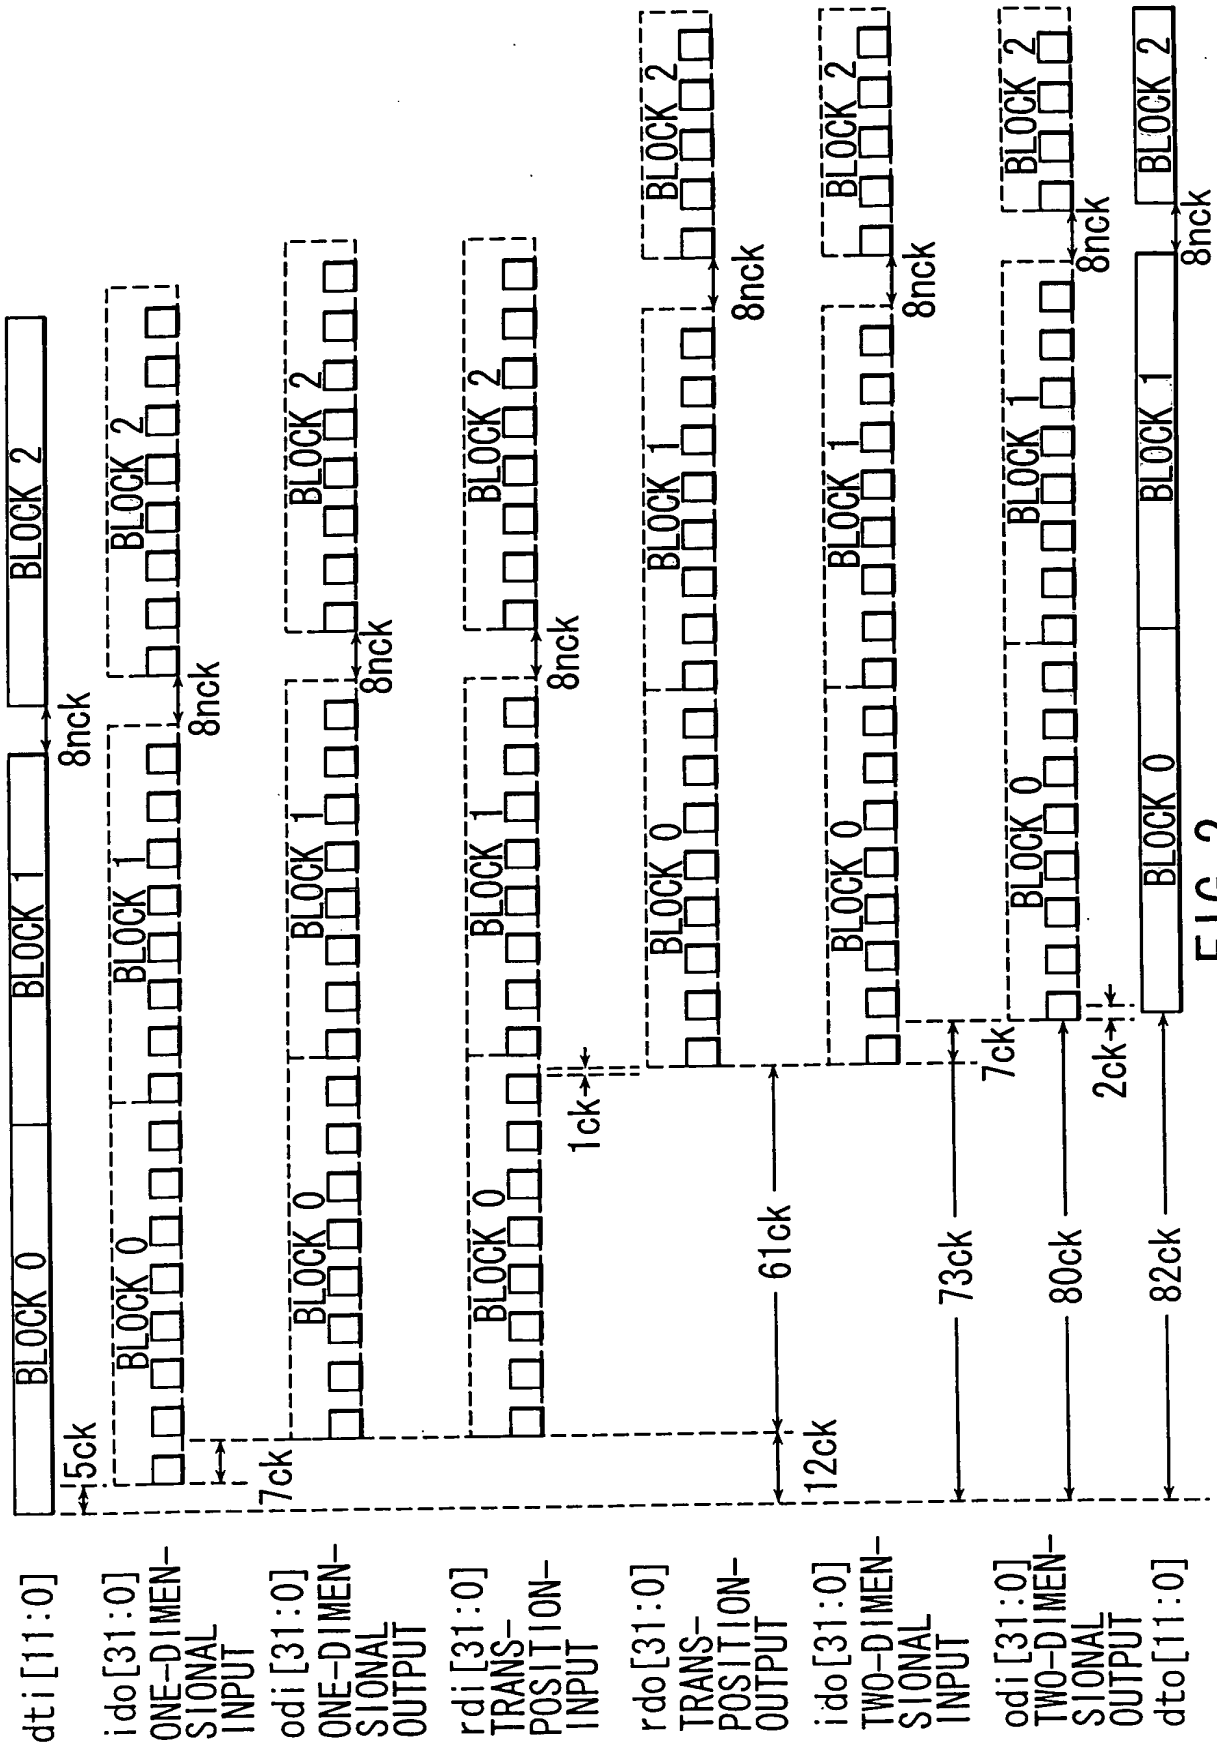 dti[11:0]
BLOCK 0
BLOCK 1
8nck
BLOCK 2
5ck
ido[31:0]
ONE-DIMEN-
SIONAL
INPUT
BLOCK 0
BLOCK 1
8nck
BLOCK 2
7ck
odi[31:0]
ONE-DIMEN-
SIONAL
OUTPUT
BLOCK 0
BLOCK 1
8nck
BLOCK 2
rdi[31:0]
TRANS-
POSITION-
INPUT
BLOCK 0
BLOCK 1
8nck
BLOCK 2
1ck
rdo[31:0]
TRANS-
POSITION-
OUTPUT
BLOCK 0
BLOCK 1
8nck
BLOCK 2
12ck
61ck
ido[31:0]
TWO-DIMEN-
SIONAL
INPUT
BLOCK 0
BLOCK 1
8nck
BLOCK 2
73ck
7ck
odi[31:0]
TWO-DIMEN-
SIONAL
OUTPUT
BLOCK 0
BLOCK 1
8nck
BLOCK 2
80ck
2ck
dto[11:0]
BLOCK 0
BLOCK 1
8nck
BLOCK 2
82ck